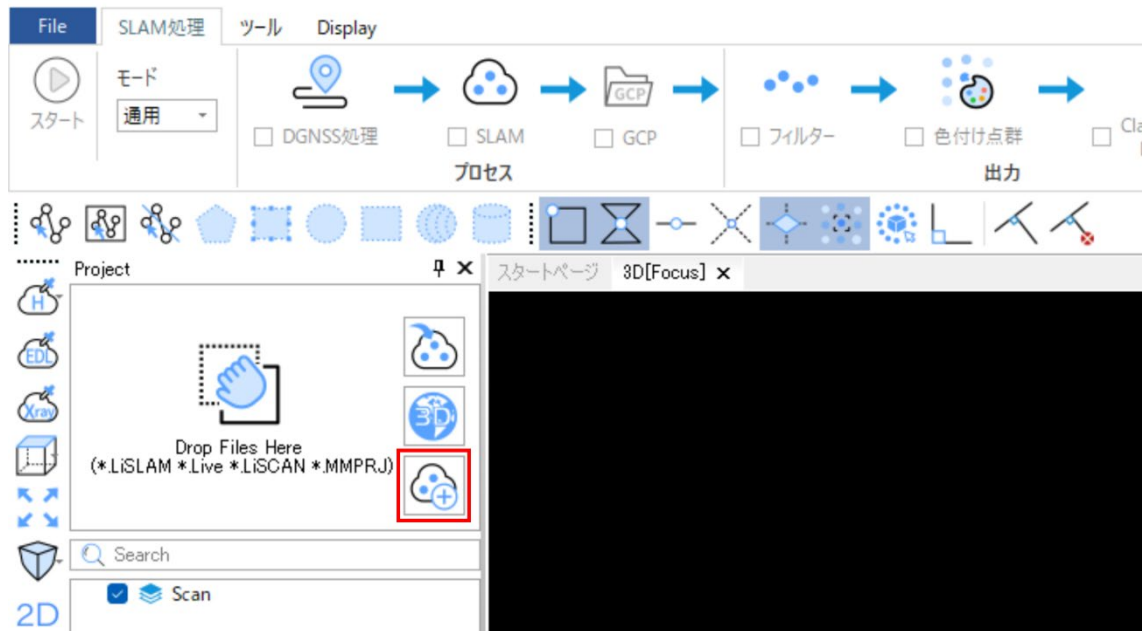 File SLAM処理 ツール Display
スタート
モード
通用
DGNSS処理
SLAM
GCP
GCP
プロセス
フィルター
色付け点群
出力
Project
スタートページ
3D[Focus]
H
EDL
Xray
2D
3D
Drop Files Here
(*.LiSLAM *.Live *.LiSCAN *.MMPRJ)
Search
Scan